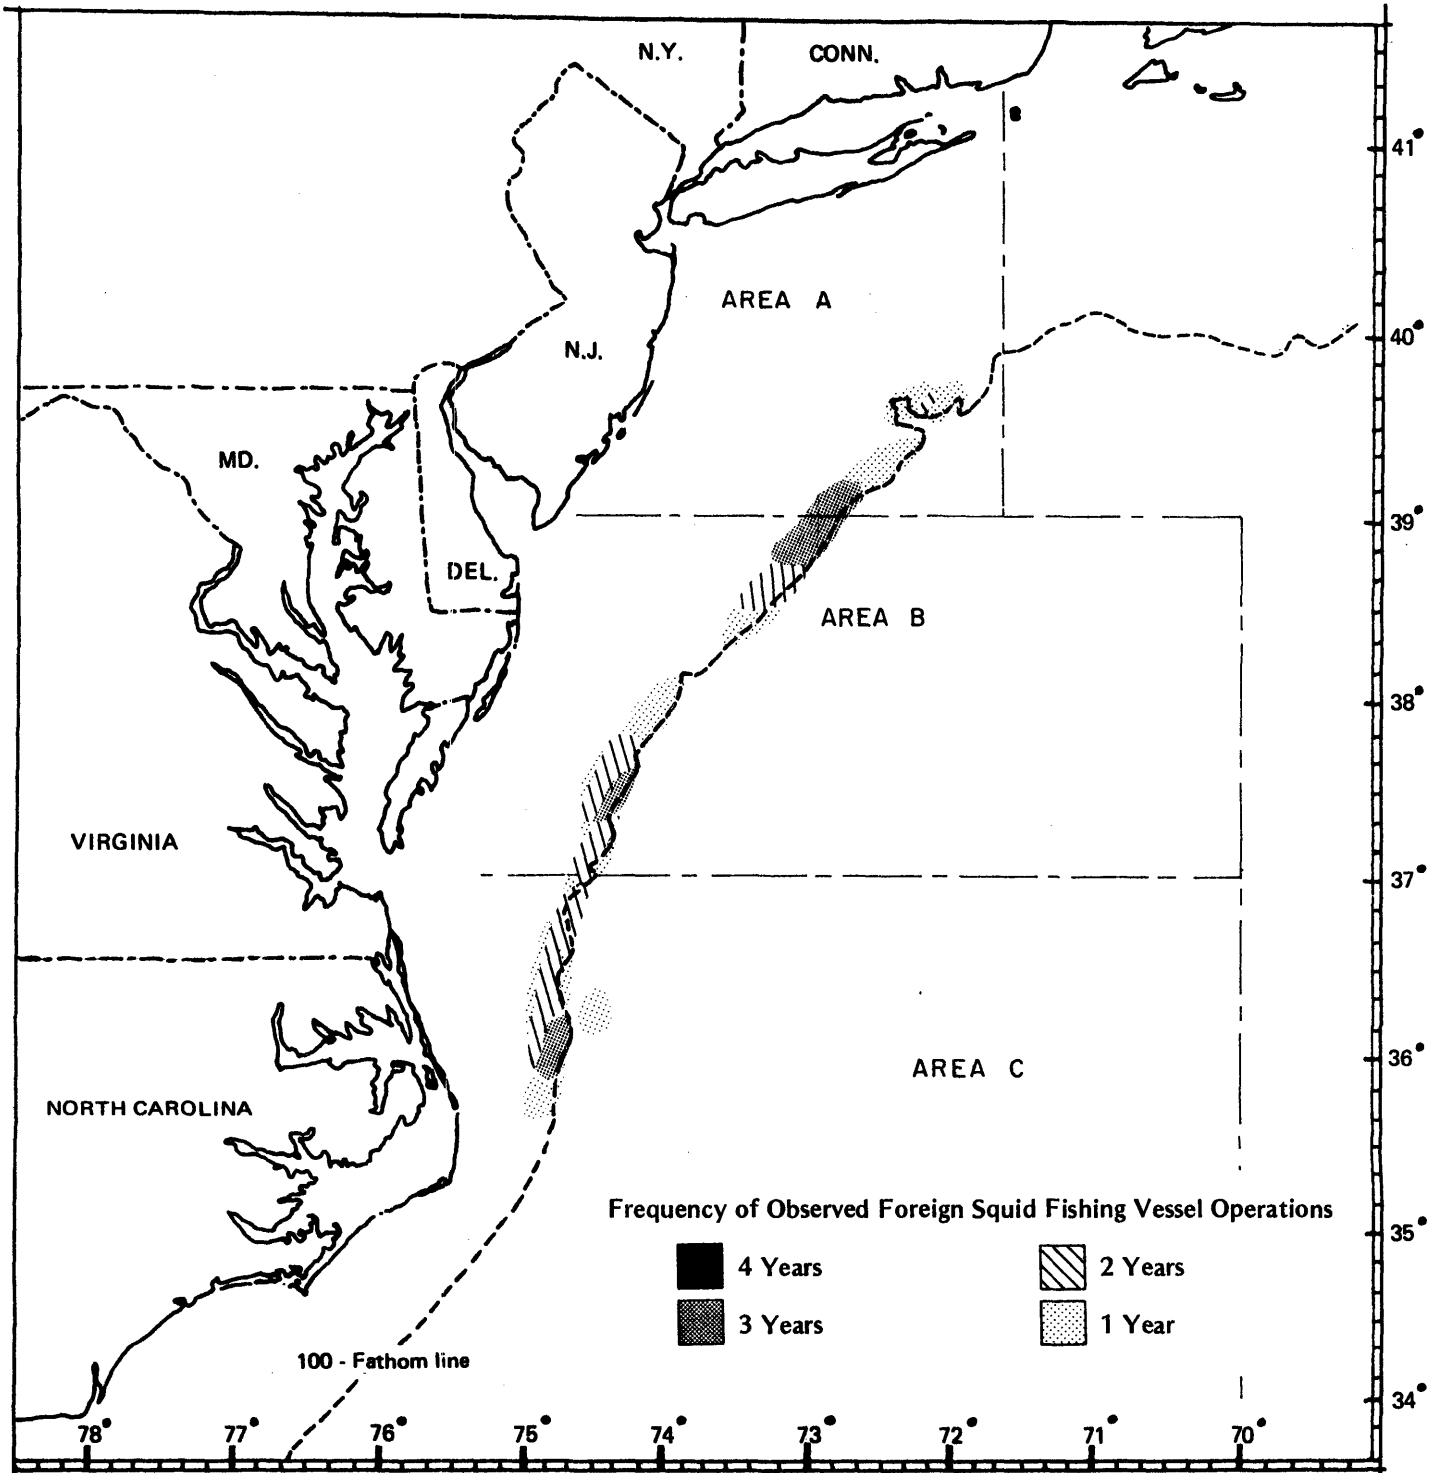 N.Y. CONN.
41°
AREA A
40°
N.J.
MD.
39°
DEL.
AREA B
38°
VIRGINIA
37°
36°
AREA C
NORTH CAROLINA
Frequency of Observed Foreign Squid Fishing Vessel Operations
35°
4 Years 2 Years
3 Years 1 Year
100 - Fathom line
34°
78° 77° 76° 75° 74° 73° 72° 71° 70°